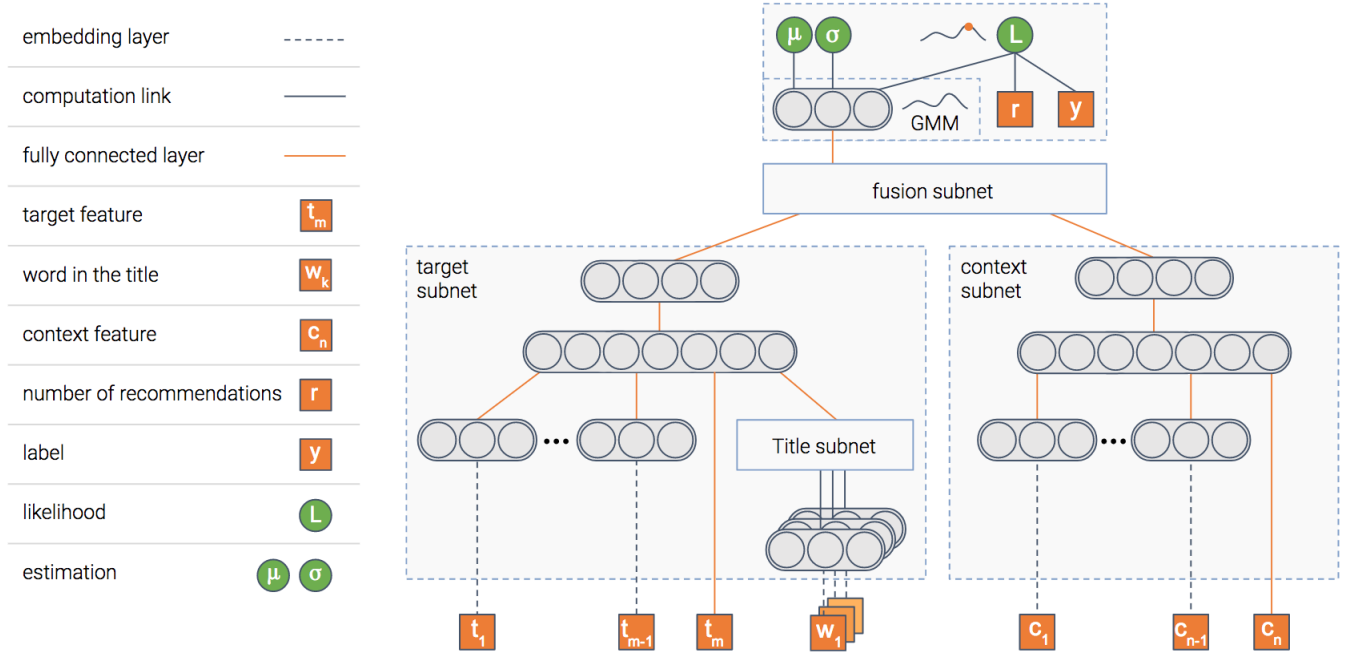 embedding layer
computation link
fully connected layer
target feature t_m
word in the title w_k
context feature c_n
number of recommendations r
label y
likelihood L
estimation μ σ
μ σ L
GMM r y
fusion subnet
target
subnet
context
subnet
••• Title subnet •••
t_1 t_m-1 t_m w_1 c_1 c_n-1 c_n